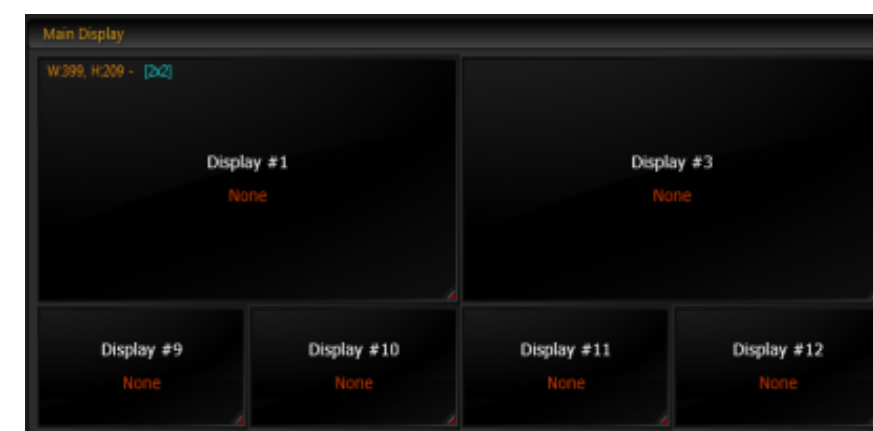 Main Display
W:399, H:209 - [2x2]
Display #1
None
Display #3
None
Display #9
None
Display #10
None
Display #11
None
Display #12
None